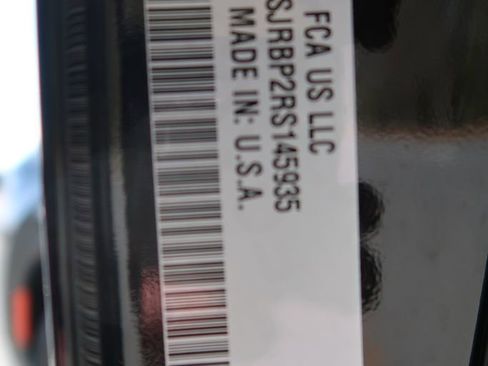 FCA US LLC
SJRBP2RS145935
MADE IN: U.S.A.